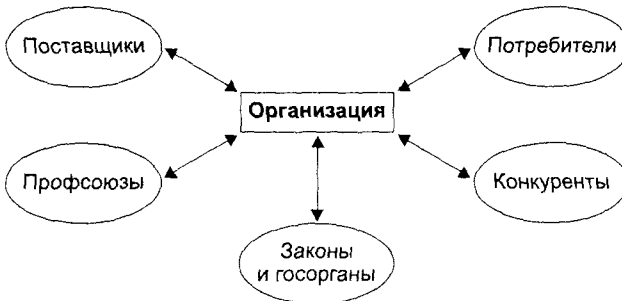 Поставщики
Потребители
Организация
Профсоюзы
Конкуренты
Законы
и госорганы